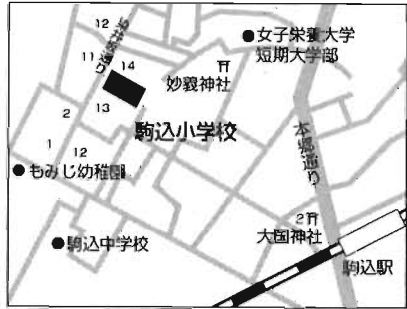 12
11
14
13
女子栄養大学
短期大学部
妙義神社
駒込小学校
本郷通り
2
1
12
もみじ幼稚園
2
大国神社
駒込中学校
駒込駅